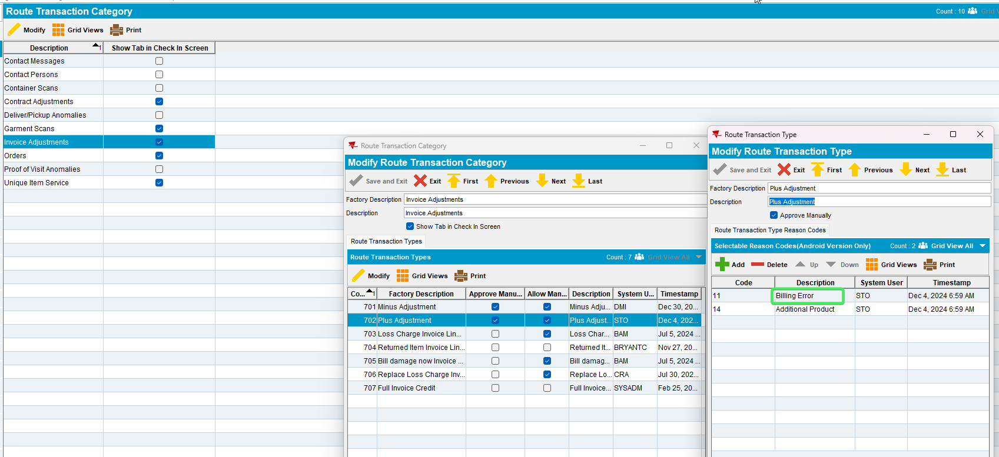 Route Transaction Category
Count : 10 Grid V
Modify Grid Views Print
Description 1 Show Tab in Check In Screen
Contact Messages
Contact Persons
Container Scans
Contract Adjustments
Deliver/Pickup Anomalies
Garment Scans
Invoice Adjustments
Orders
Proof of Visit Anomalies
Unique Item Service
Route Transaction Category
Modify Route Transaction Category
Save and Exit Exit First Previous Next Last
Factory Description Invoice Adjustments
Description Invoice Adjustments
Show Tab in Check In Screen
Route Transaction Types
Route Transaction Types Count : 7 Grid View All
Modify Grid Views Print
Co... 1 Factory Description Approve Manu... Allow Man... Description System U... Timestamp
701 Minus Adjustment Minus Adju... DMI Dec 30, 20...
702 Plus Adjustment Plus Adjust... STO Dec 4, 202...
703 Loss Charge Invoice Lin... Loss Char... BAM Jul 5, 2024 ...
704 Returned Item Invoice Lin... Returned It... BRYANTC Nov 27, 20...
705 Bill damage now Invoice ... Bill damag... BAM Jul 5, 2024 ...
706 Replace Loss Charge Inv... Replace Lo... CRA Jul 30, 202...
707 Full Invoice Credit Full Invoice... SYSADM Feb 25, 20...
Route Transaction Type
Modify Route Transaction Type
Save and Exit Exit First Previous Next Last
Factory Description Plus Adjustment
Description Plus Adjustment
Approve Manually
Route Transaction Type Reason Codes
Selectable Reason Codes(Android Version Only) Count : 2 Grid View All
Add Delete Up Down Grid Views Print
Code Description System User Timestamp
11 Billing Error STO Dec 4, 2024 6:59 AM
14 Additional Product STO Dec 4, 2024 6:59 AM